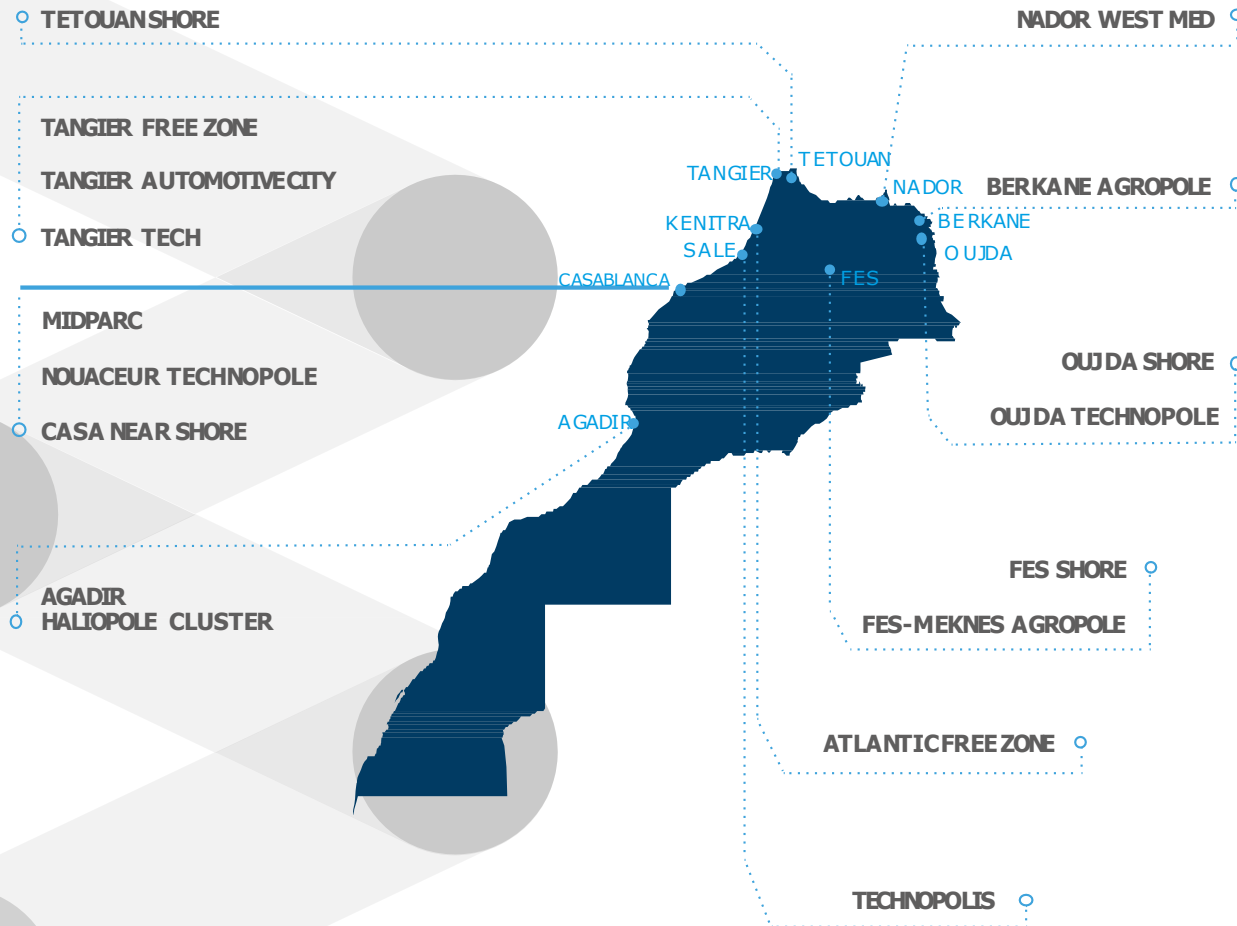 TETOUAN SHORE
NADOR WEST MED
TANGIER FREE ZONE
TANGIER AUTOMOTIVE CITY
TANGIER TECH
TETOUAN
TANGIER
NADOR
BERKANE AGROPOLE
KENITRA
BERKANE
SALE
OUJDA
CASABLANCA
FES
MIDPARC
NOUACEUR TECHNOPOLE
CASA NEAR SHORE
OUJDA SHORE
OUJDA TECHNOPOLE
AGADIR
AGADIR
HALIOPOLE CLUSTER
FES SHORE
FES-MEKNES AGROPOLE
ATLANTIC FREE ZONE
TECHNOPOLIS